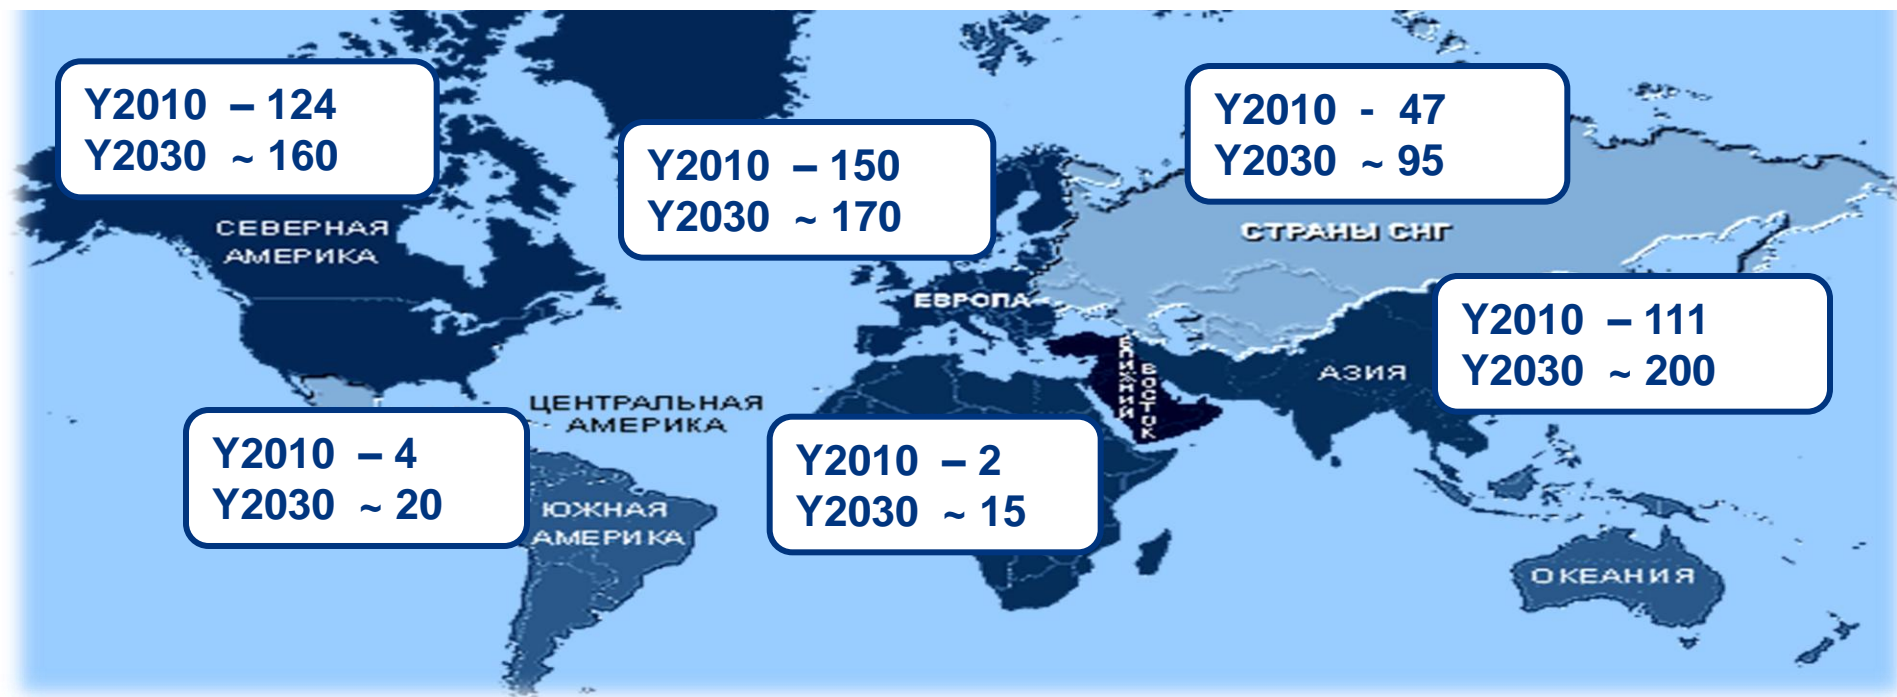 Y2010 – 124
Y2030 ~ 160
СЕВЕРНАЯ
АМЕРИКА
Y2010 – 150
Y2030 ~ 170
ЕВРОПА
Y2010 - 47
Y2030 ~ 95
СТРАНЫ СНГ
Y2010 – 111
Y2030 ~ 200
АЗИЯ
БЛИЖНИЙ
ВОСТОК
ЦЕНТРАЛЬНАЯ
АМЕРИКА
Y2010 – 4
Y2030 ~ 20
ЮЖНАЯ
АМЕРИКА
Y2010 – 2
Y2030 ~ 15
ОКЕАНИЯ